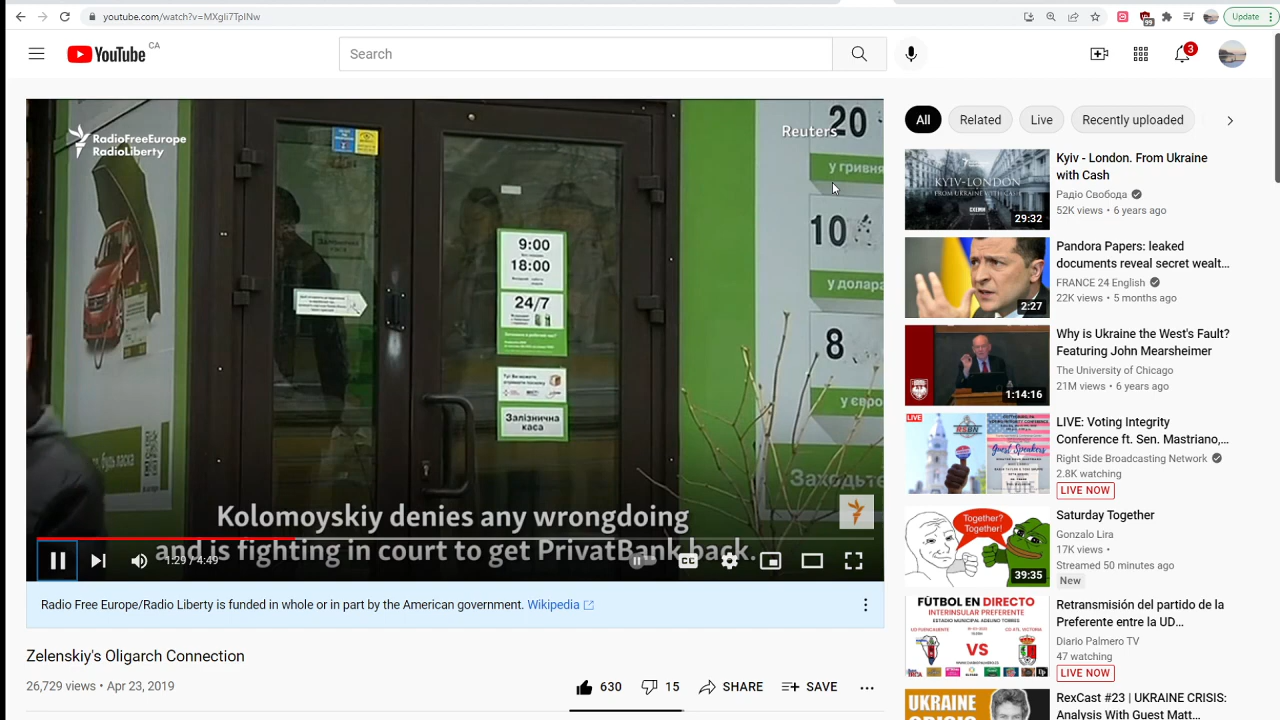 youtube.com/watch?v=MXgli7TpINw
Update
99
YouTube CA
Search
3
RadioFreeEurope
RadioLiberty
Reuters
20
у гривня
10
у долара
8
у євро
Заходьте
9:00
18:00
24/7
Залізнична
каса
Kolomoyskiy denies any wrongdoing
and is fighting in court to get PrivatBank back.
1:29 / 4:49
CC
Radio Free Europe/Radio Liberty is funded in whole or in part by the American government. Wikipedia
Zelenskiy's Oligarch Connection
26,729 views • Apr 23, 2019
630
15
SHARE
SAVE
All
Related
Live
Recently uploaded
KYIV-LONDON
FROM UKRAINE WITH CASH
29:32
Kyiv - London. From Ukraine
with Cash
Радіо Свобода
52K views • 6 years ago
2:27
Pandora Papers: leaked
documents reveal secret wealt...
FRANCE 24 English
22K views • 5 months ago
1:14:16
Why is Ukraine the West's Fault?
Featuring John Mearsheimer
The University of Chicago
21M views • 6 years ago
LIVE
RSBN
Guest Speakers
VOTE
LIVE: Voting Integrity
Conference ft. Sen. Mastriano,...
Right Side Broadcasting Network
2.8K watching
LIVE NOW
Together?
Together!
39:35
Saturday Together
Gonzalo Lira
17K views •
Streamed 50 minutes ago
New
FÚTBOL EN DIRECTO
INTERINSULAR PREFERENTE
VS
Retransmisión del partido de la
Preferente entre la UD...
Diario Palmero TV
47 watching
LIVE NOW
UKRAINE
CRISIS
RexCast #23 | UKRAINE CRISIS:
Analysis With Guest Matt...